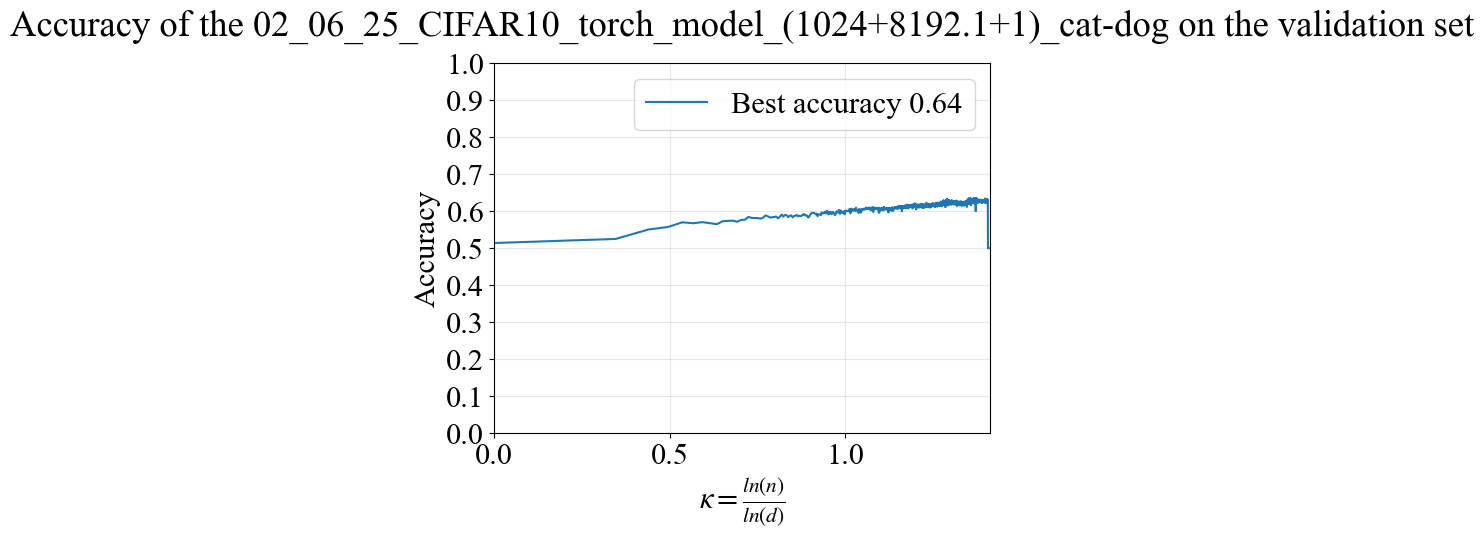 Accuracy of the 02_06_25_CIFAR10_torch_model_(1024+8192.1+1)_cat-dog on the validation set
1.0
Best accuracy 0.64
0.9
0.8
0.7
0.6
0.5
0.4
0.3
0.2
0.1
0.0
Accuracy
0.0 0.5 1.0
κ = ln(n) / ln(d)